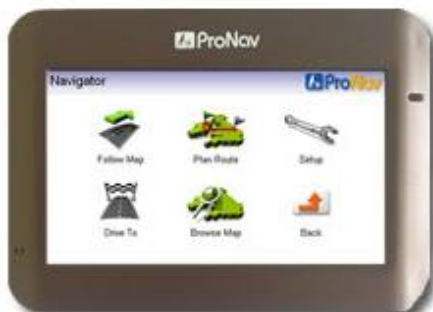 ProNav
Navigator
ProNav
Follow Map
Plan Route
Setup
Drive To
Browse Map
Back